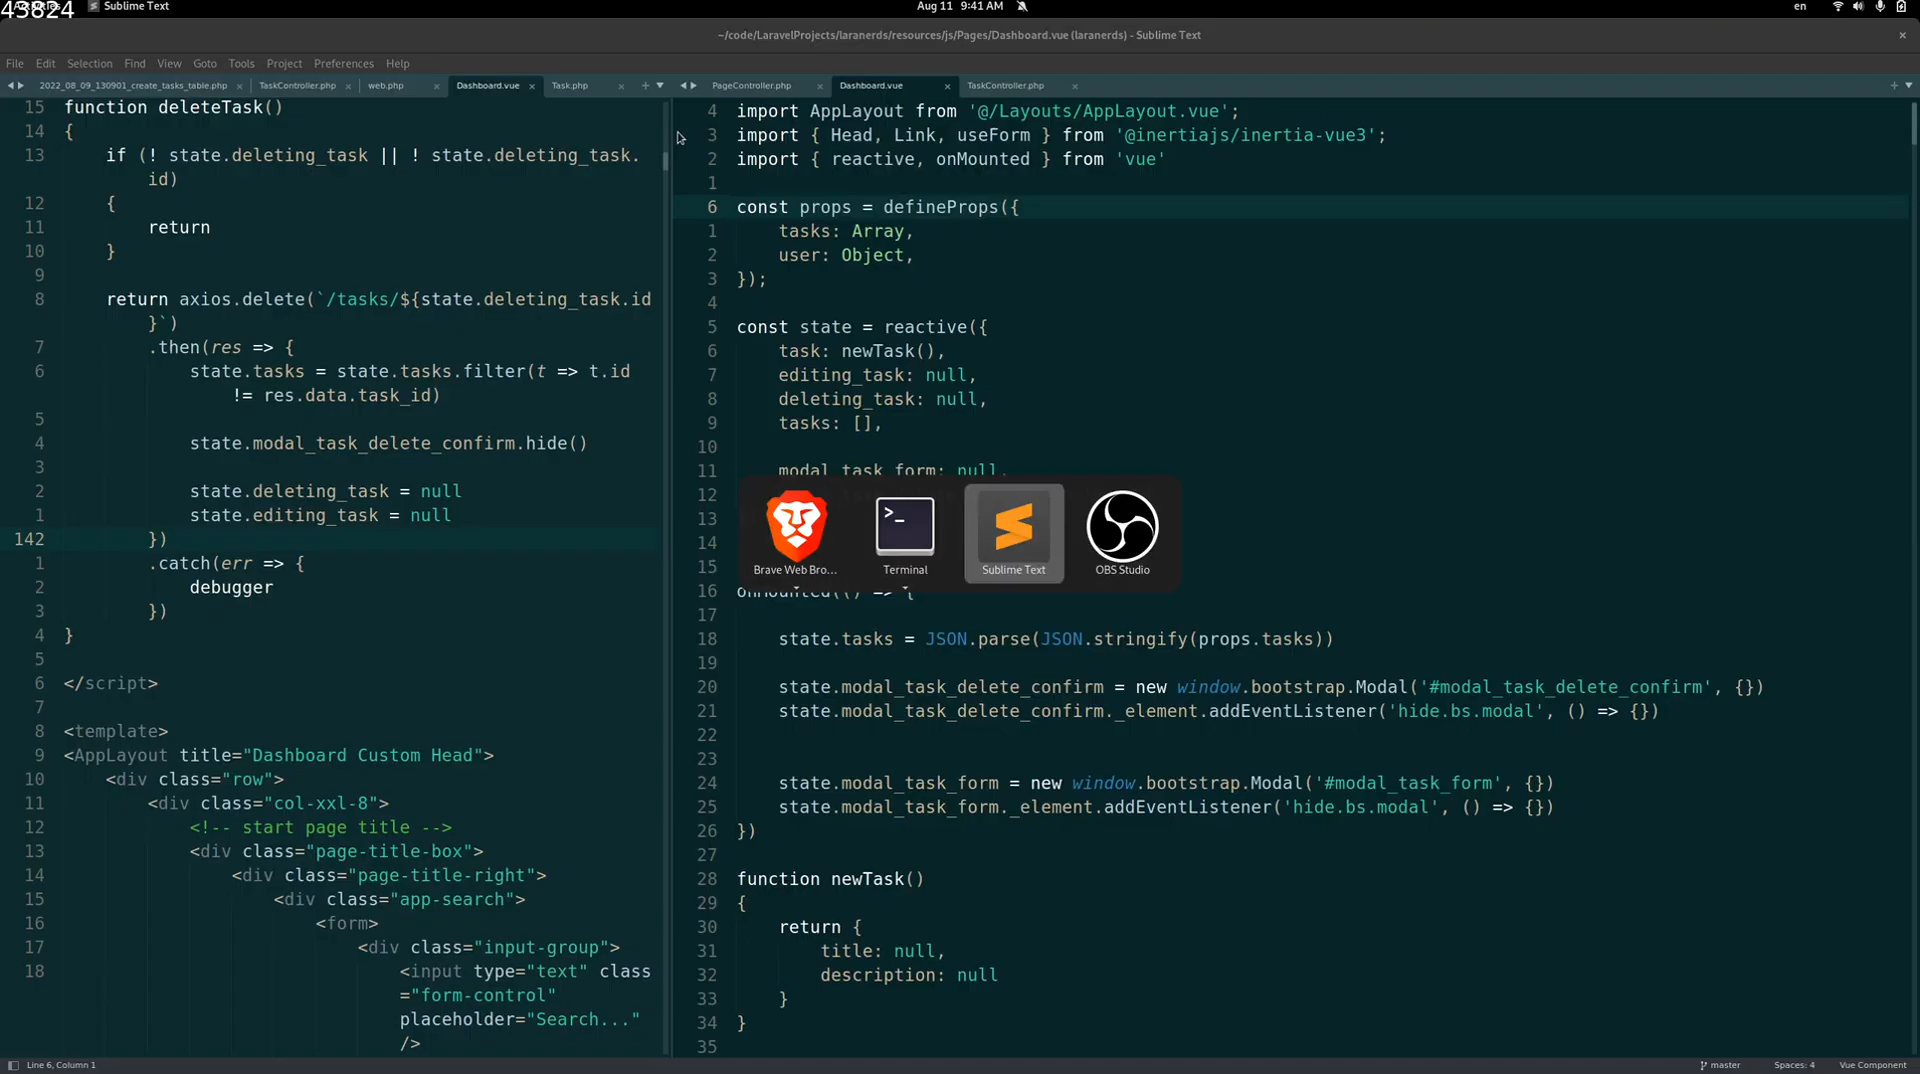 43824
Sublime Text
Aug 11 9:41 AM
en
~/code/LaravelProjects/laranerds/resources/js/Pages/Dashboard.vue (laranerds) - Sublime Text
File Edit Selection Find View Goto Tools Project Preferences Help
2022_08_09_130901_create_tasks_table.php TaskController.php web.php Dashboard.vue Task.php
PageController.php Dashboard.vue TaskController.php
15 function deleteTask()
14 {
13 if (! state.deleting_task || ! state.deleting_task.
id)
12 {
11 return
10 }
9
8 return axios.delete(`/tasks/${state.deleting_task.id
}`)
7 .then(res => {
6 state.tasks = state.tasks.filter(t => t.id
!= res.data.task_id)
5
4 state.modal_task_delete_confirm.hide()
3
2 state.deleting_task = null
1 state.editing_task = null
142 })
1 .catch(err => {
2 debugger
3 })
4 }
5
6 </script>
7
8 <template>
9 <AppLayout title="Dashboard Custom Head">
10 <div class="row">
11 <div class="col-xxl-8">
12 <!-- start page title -->
13 <div class="page-title-box">
14 <div class="page-title-right">
15 <div class="app-search">
16 <form>
17 <div class="input-group">
18 <input type="text" class
="form-control"
placeholder="Search..."
/>
4 import AppLayout from '@/Layouts/AppLayout.vue';
3 import { Head, Link, useForm } from '@inertiajs/inertia-vue3';
2 import { reactive, onMounted } from 'vue'
1
6 const props = defineProps({
1 tasks: Array,
2 user: Object,
3 });
4
5 const state = reactive({
6 task: newTask(),
7 editing_task: null,
8 deleting_task: null,
9 tasks: [],
10
11 modal_task_form: null,
12
13
14
15
Brave Web Bro... Terminal Sublime Text OBS Studio
16 onMounted(() => {
17
18 state.tasks = JSON.parse(JSON.stringify(props.tasks))
19
20 state.modal_task_delete_confirm = new window.bootstrap.Modal('#modal_task_delete_confirm', {})
21 state.modal_task_delete_confirm._element.addEventListener('hide.bs.modal', () => {})
22
23
24 state.modal_task_form = new window.bootstrap.Modal('#modal_task_form', {})
25 state.modal_task_form._element.addEventListener('hide.bs.modal', () => {})
26 })
27
28 function newTask()
29 {
30 return {
31 title: null,
32 description: null
33 }
34 }
35
Line 6, Column 1
master Spaces: 4 Vue Component